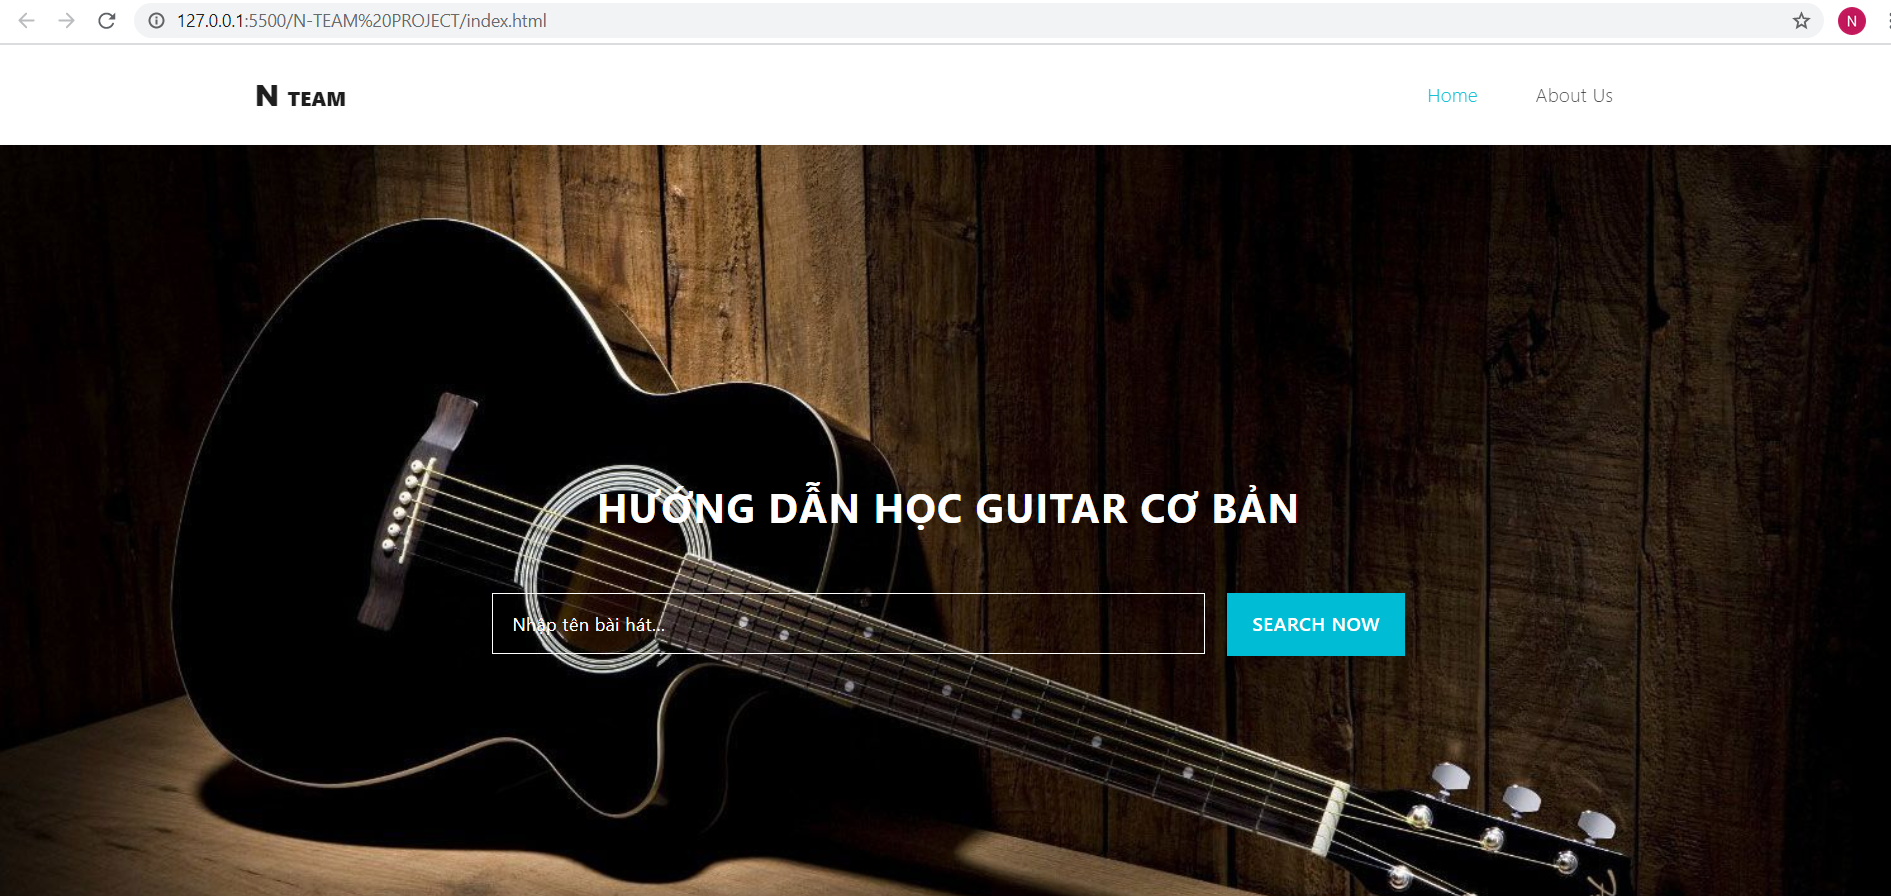 127.0.0.1:5500/N-TEAM%20PROJECT/index.html
N
N TEAM
Home
About Us
HƯỚNG DẪN HỌC GUITAR CƠ BẢN
Nhập tên bài hát...
SEARCH NOW